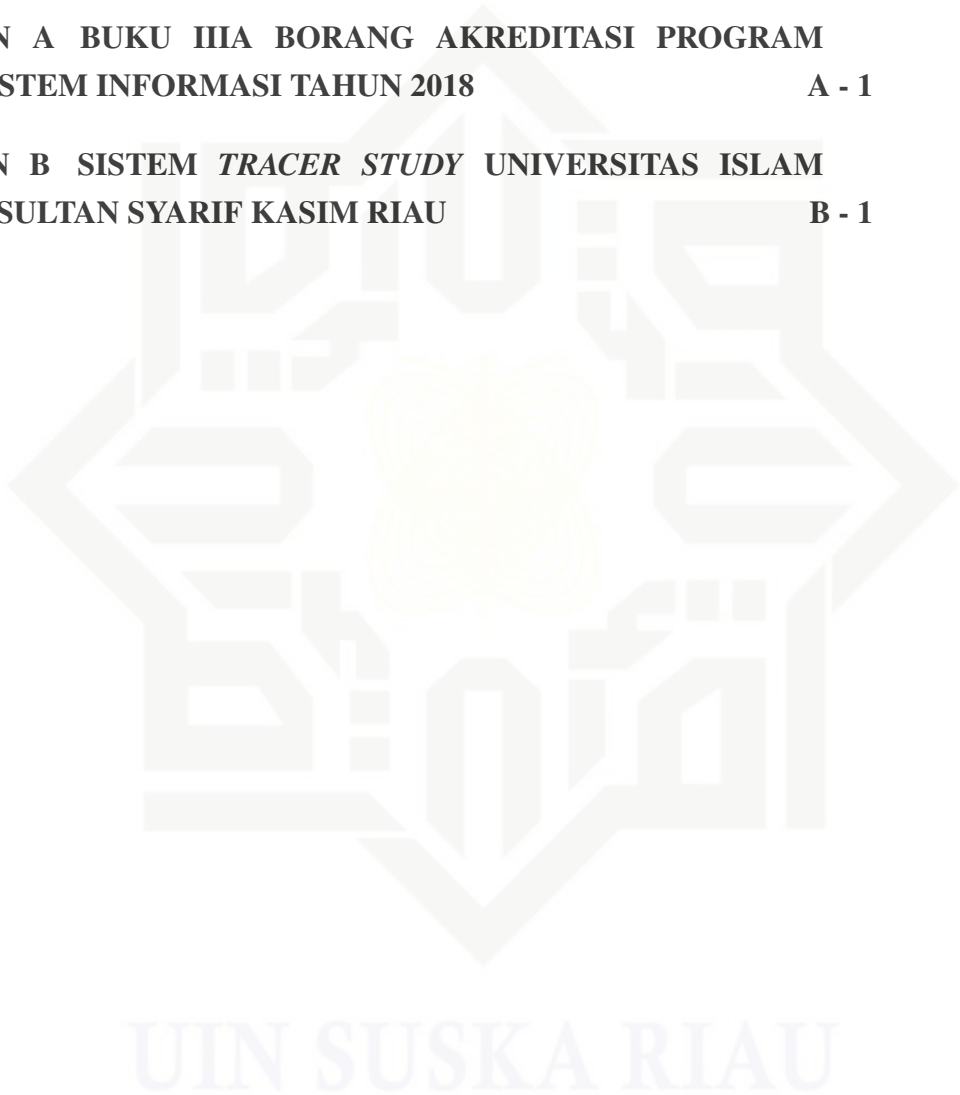 N A BUKU IIIA BORANG AKREDITASI PROGRAM
STEM INFORMASI TAHUN 2018 A - 1
N B SISTEM TRACER STUDY UNIVERSITAS ISLAM
SULTAN SYARIF KASIM RIAU B - 1
UIN SUSKA RIAU